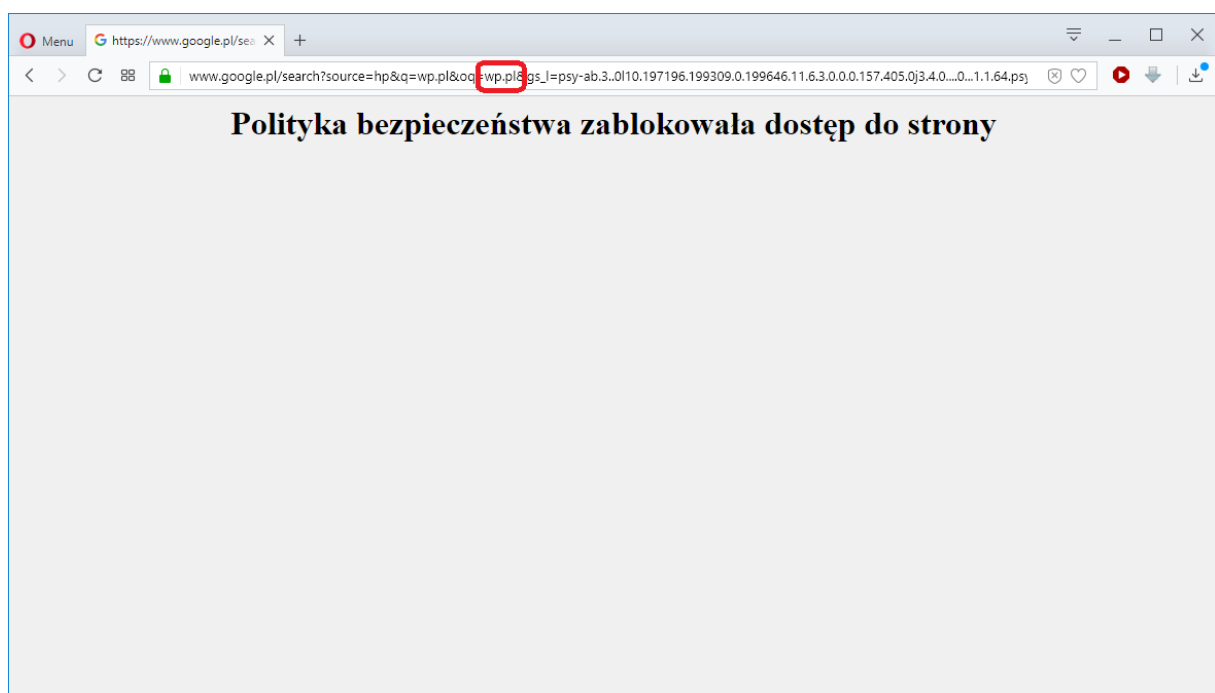 Menu
https://www.google.pl/sea
www.google.pl/search?source=hp&q=wp.pl&oq=wp.pl&gs_l=psy-ab.3..0l10.197196.199309.0.199646.11.6.3.0.0.0.157.405.0j3.4.0....0...1.1.64.psy
Polityka bezpieczeństwa zablokowała dostęp do strony